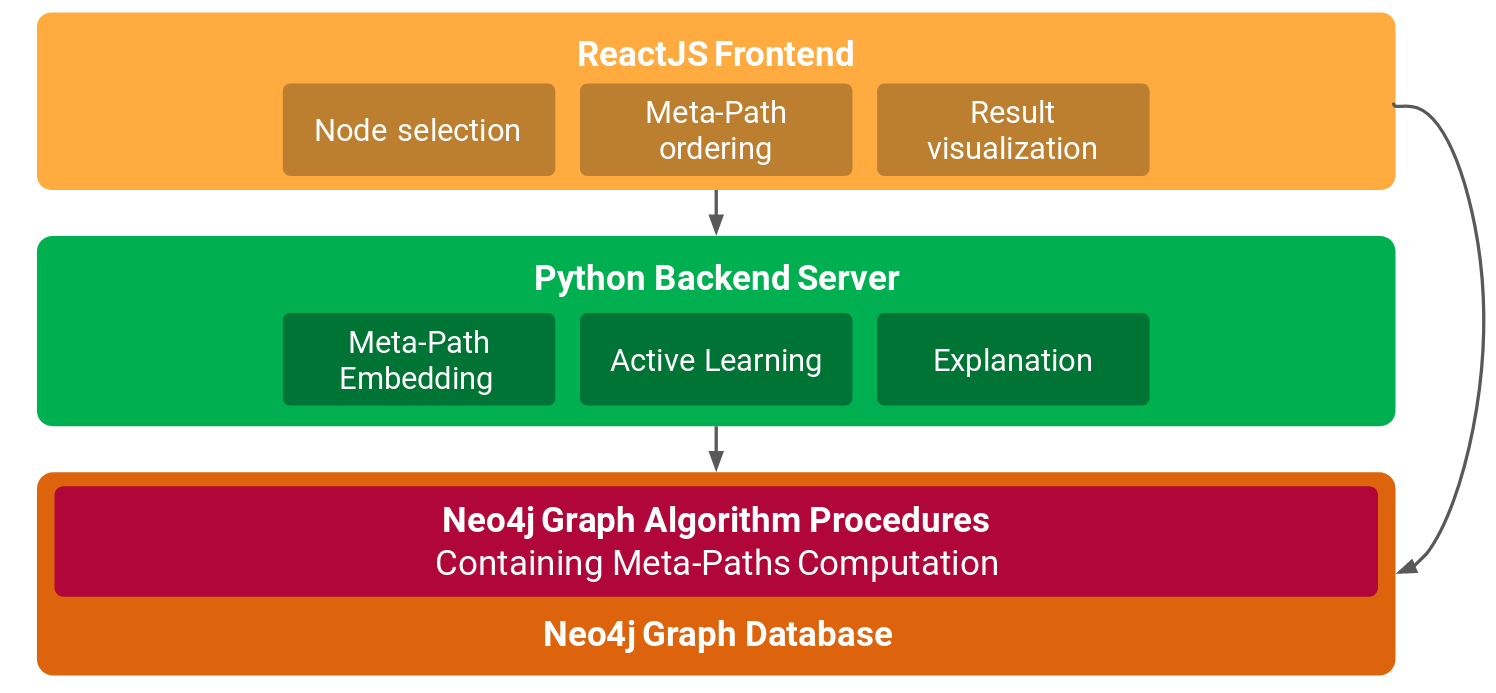 ReactJS Frontend
Node selection
Meta-Path
ordering
Result
visualization
Python Backend Server
Meta-Path
Embedding
Active Learning
Explanation
Neo4j Graph Algorithm Procedures
Containing Meta-Paths Computation
Neo4j Graph Database